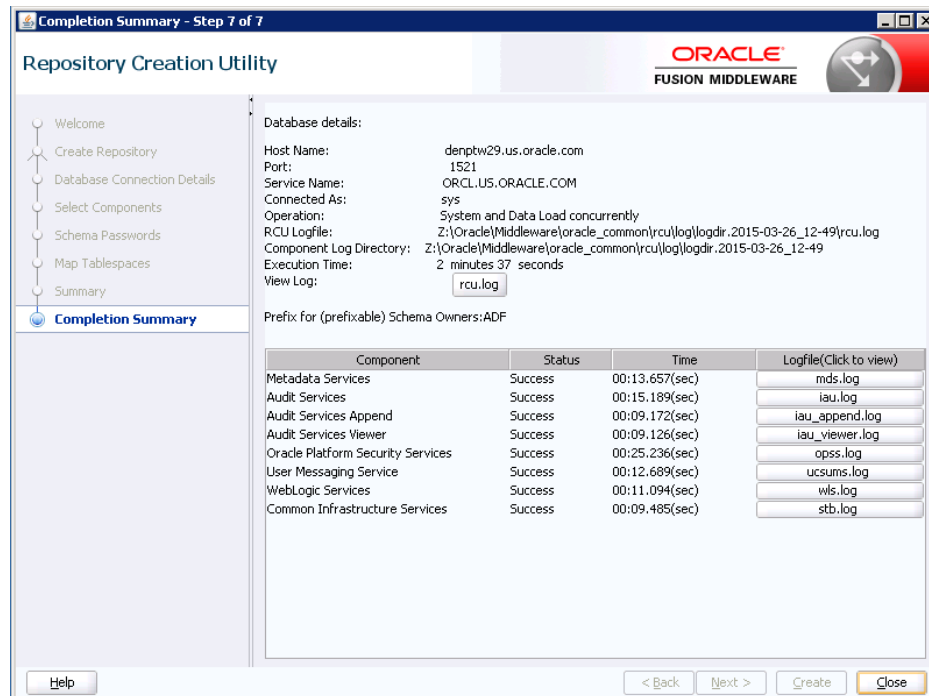 Completion Summary - Step 7 of 7
Repository Creation Utility
ORACLE
FUSION MIDDLEWARE
Welcome
Create Repository
Database Connection Details
Select Components
Schema Passwords
Map Tablespaces
Summary
Completion Summary
Database details:
Host Name: denptw29.us.oracle.com
Port: 1521
Service Name: ORCL.US.ORACLE.COM
Connected As: sys
Operation: System and Data Load concurrently
RCU Logfile: Z:\Oracle\Middleware\oracle_common\rcu\log\logdir.2015-03-26_12-49\rcu.log
Component Log Directory: Z:\Oracle\Middleware\oracle_common\rcu\log\logdir.2015-03-26_12-49
Execution Time: 2 minutes 37 seconds
View Log: rcu.log
Prefix for (prefixable) Schema Owners:ADF
Component Status Time Logfile(Click to view)
Metadata Services Success 00:13.657(sec) mds.log
Audit Services Success 00:15.189(sec) iau.log
Audit Services Append Success 00:09.172(sec) iau_append.log
Audit Services Viewer Success 00:09.126(sec) iau_viewer.log
Oracle Platform Security Services Success 00:25.236(sec) opss.log
User Messaging Service Success 00:12.689(sec) ucsums.log
WebLogic Services Success 00:11.094(sec) wls.log
Common Infrastructure Services Success 00:09.485(sec) stb.log
Help < Back Next > Create Close